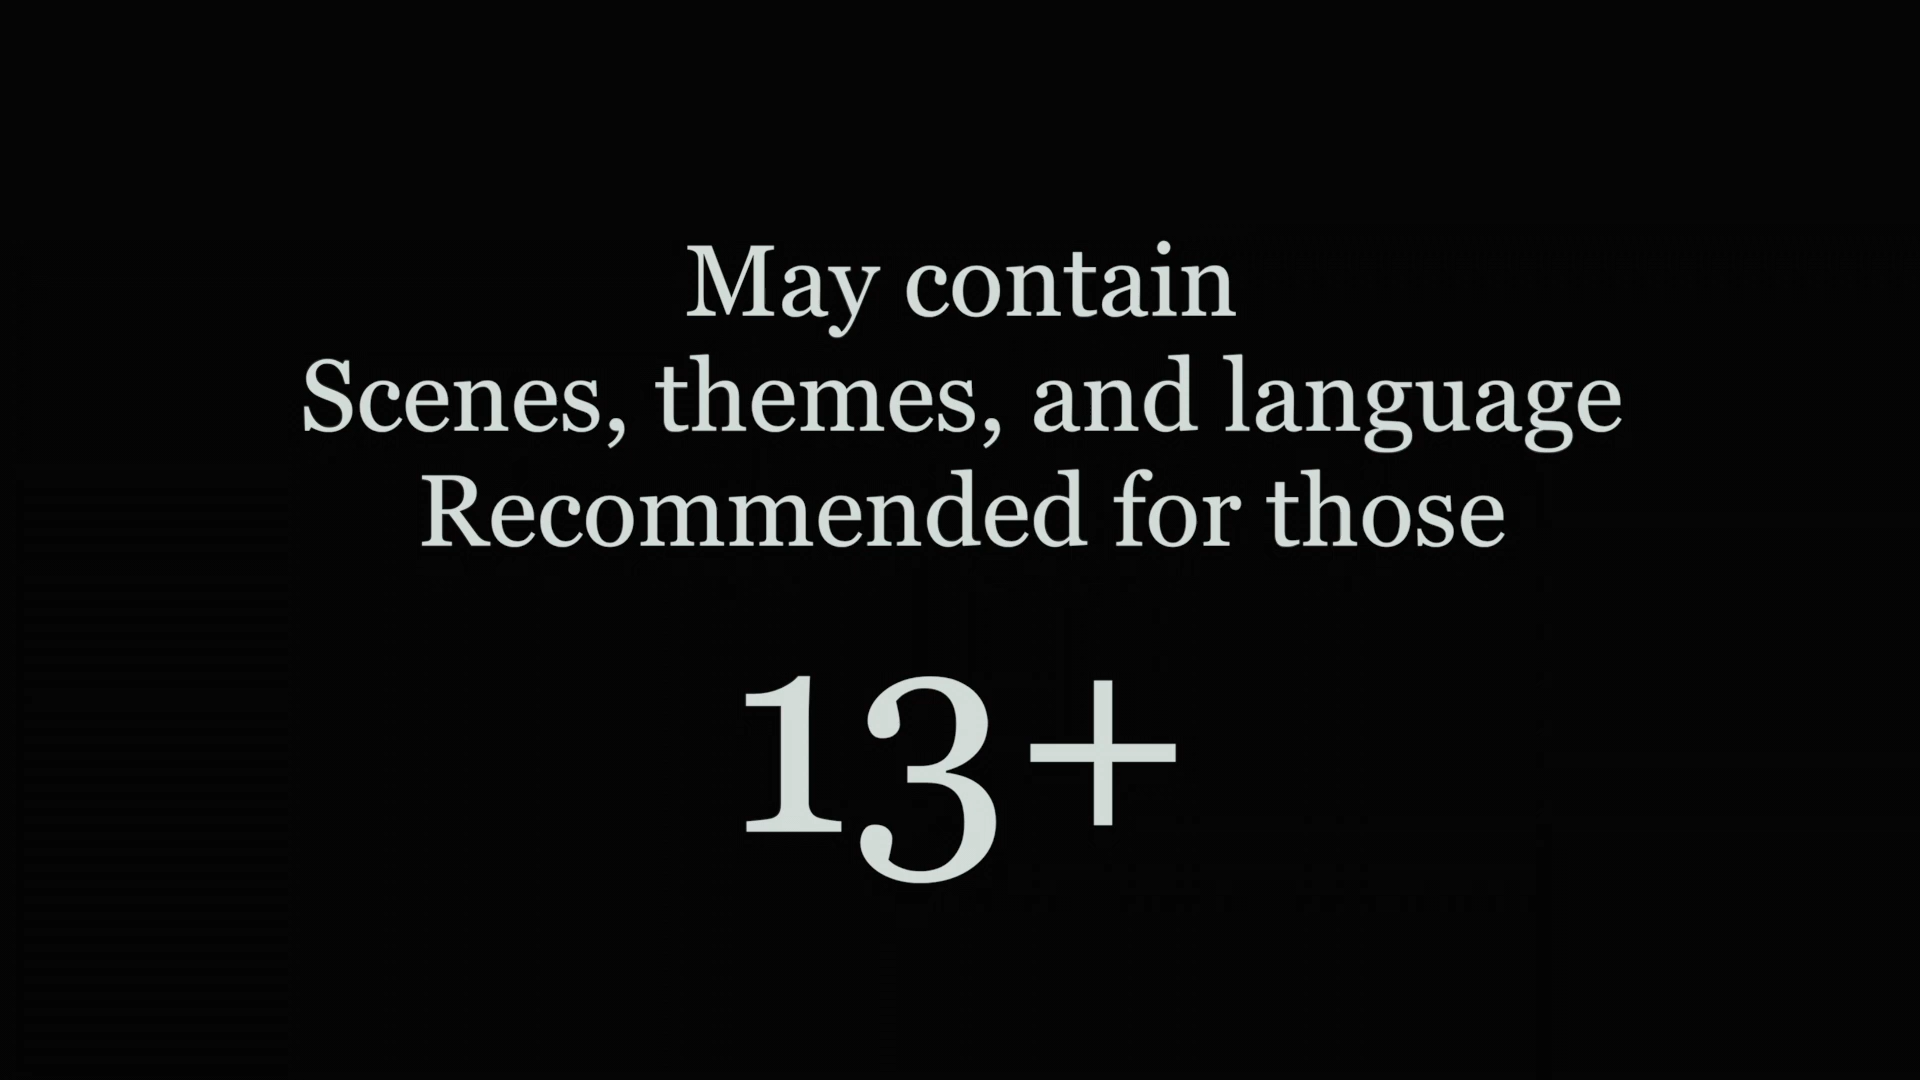 May contain
Scenes, themes, and language
Recommended for those
13+